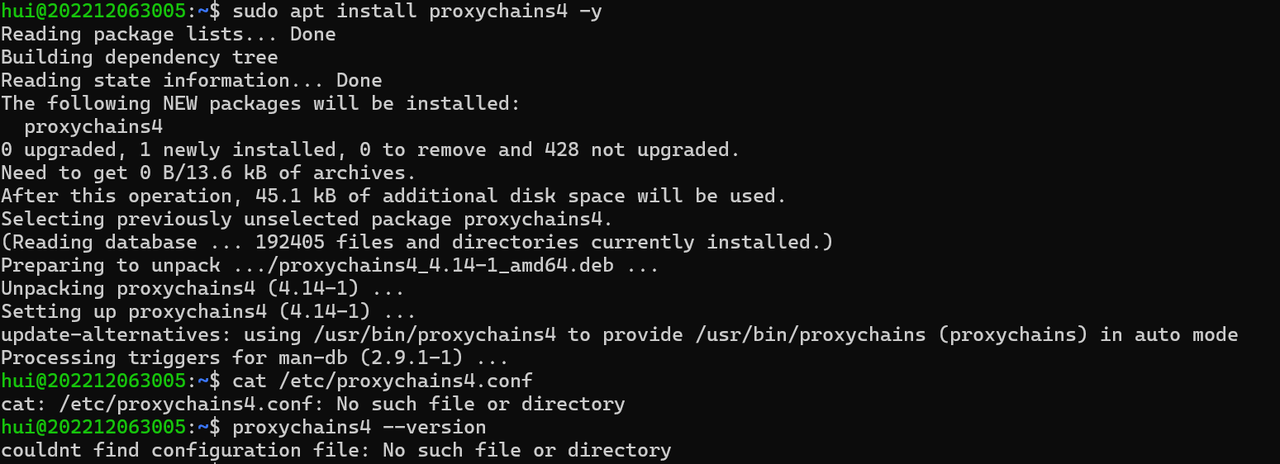 hui@202212063005:~$ sudo apt install proxychains4 -y
Reading package lists... Done
Building dependency tree
Reading state information... Done
The following NEW packages will be installed:
  proxychains4
0 upgraded, 1 newly installed, 0 to remove and 428 not upgraded.
Need to get 0 B/13.6 kB of archives.
After this operation, 45.1 kB of additional disk space will be used.
Selecting previously unselected package proxychains4.
(Reading database ... 192405 files and directories currently installed.)
Preparing to unpack .../proxychains4_4.14-1_amd64.deb ...
Unpacking proxychains4 (4.14-1) ...
Setting up proxychains4 (4.14-1) ...
update-alternatives: using /usr/bin/proxychains4 to provide /usr/bin/proxychains (proxychains) in auto mode
Processing triggers for man-db (2.9.1-1) ...
hui@202212063005:~$ cat /etc/proxychains4.conf
cat: /etc/proxychains4.conf: No such file or directory
hui@202212063005:~$ proxychains4 --version
couldnt find configuration file: No such file or directory